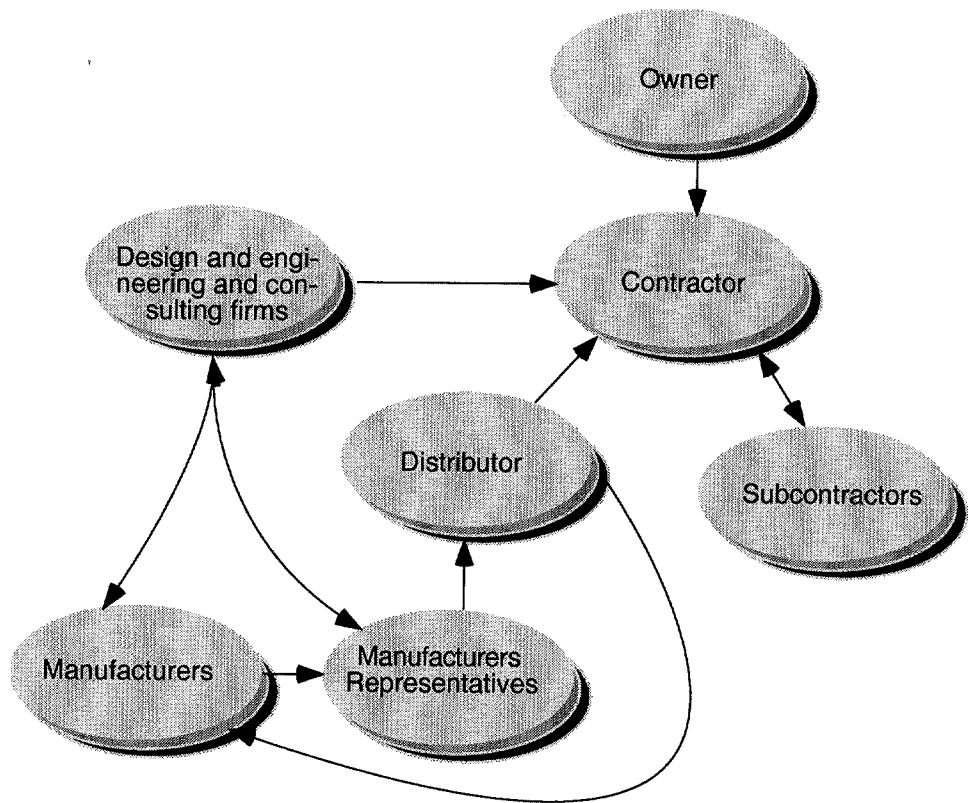 Owner
Design and engi-
neering and con-
sulting firms
Contractor
Distributor
Subcontractors
Manufacturers
Manufacturers
Representatives